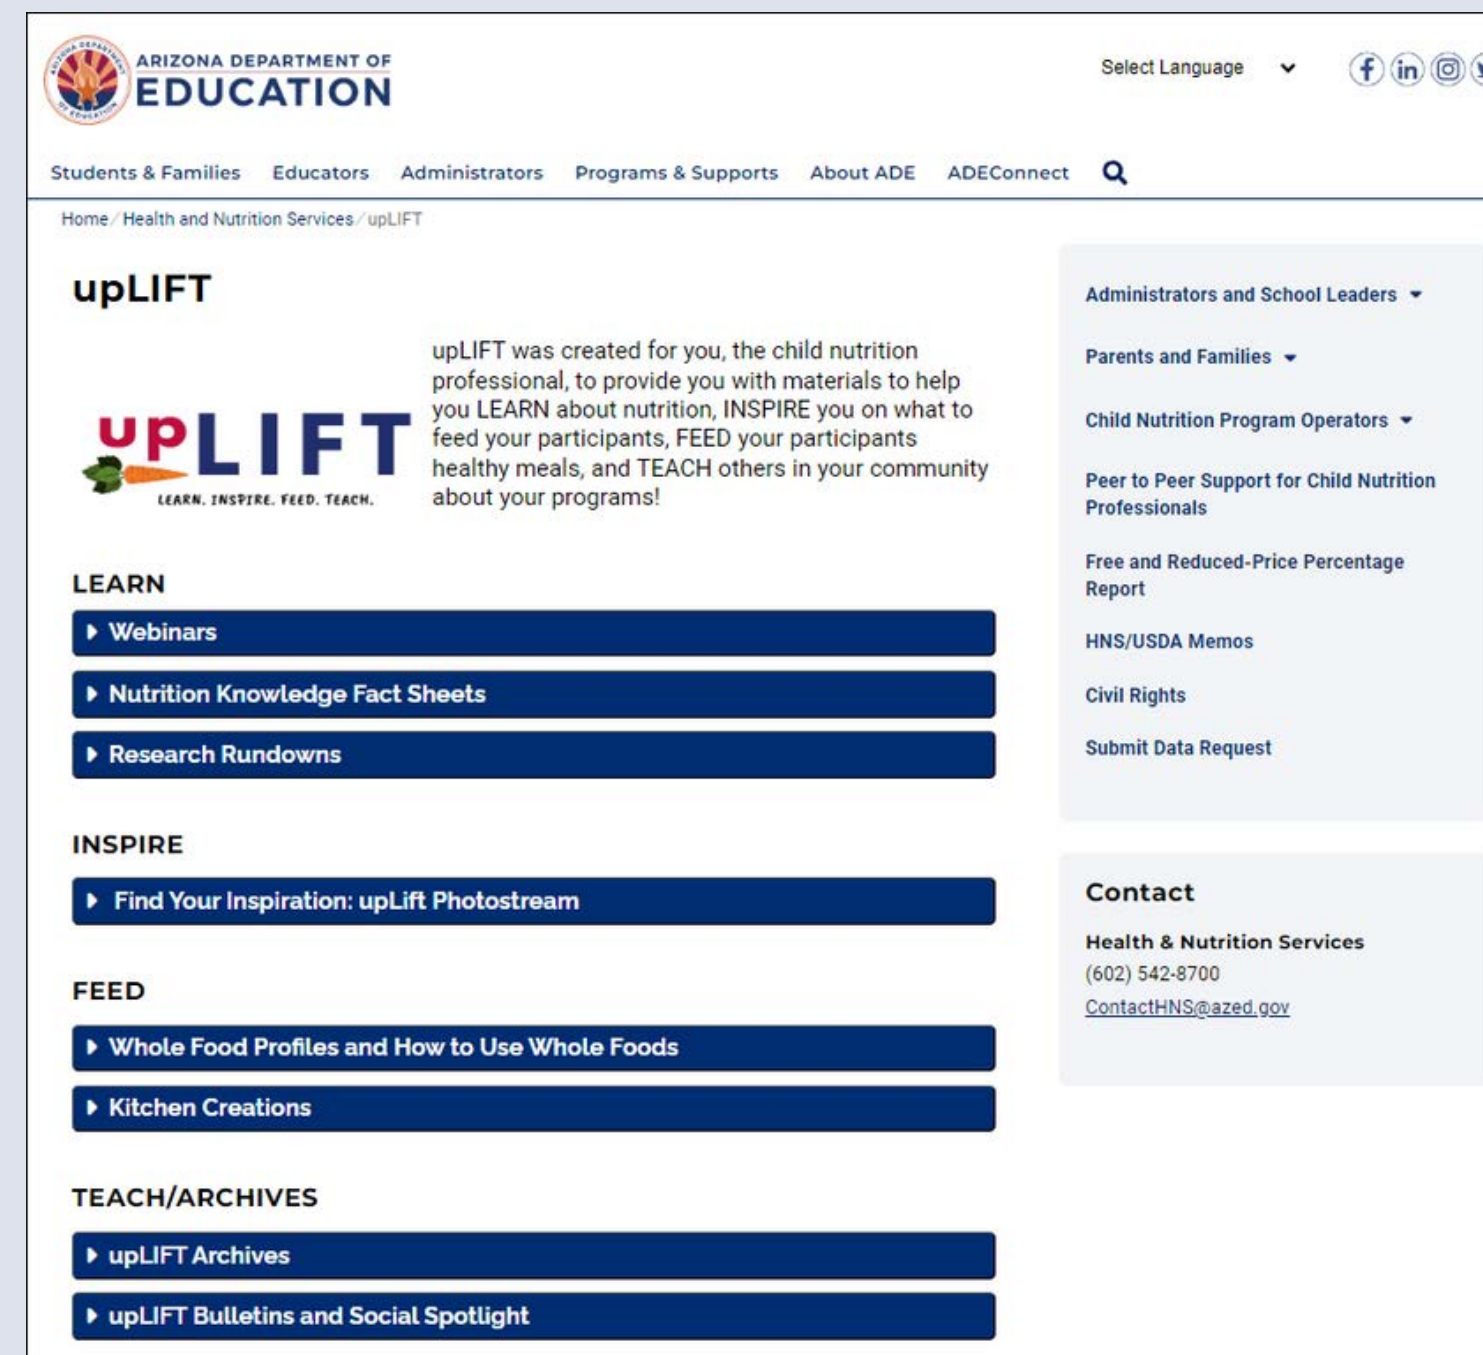 ARIZONA DEPARTMENT OF
EDUCATION
Select Language
Students & Families Educators Administrators Programs & Supports About ADE ADEConnect
Home / Health and Nutrition Services / upLIFT
upLIFT
upLIFT was created for you, the child nutrition
professional, to provide you with materials to help
you LEARN about nutrition, INSPIRE you on what to
feed your participants, FEED your participants
healthy meals, and TEACH others in your community
about your programs!
upLIFT
LEARN. INSPIRE. FEED. TEACH.
LEARN
Webinars
Nutrition Knowledge Fact Sheets
Research Rundowns
INSPIRE
Find Your Inspiration: upLift Photostream
FEED
Whole Food Profiles and How to Use Whole Foods
Kitchen Creations
TEACH/ARCHIVES
upLIFT Archives
upLIFT Bulletins and Social Spotlight
Administrators and School Leaders
Parents and Families
Child Nutrition Program Operators
Peer to Peer Support for Child Nutrition
Professionals
Free and Reduced-Price Percentage
Report
HNS/USDA Memos
Civil Rights
Submit Data Request
Contact
Health & Nutrition Services
(602) 542-8700
ContactHNS@azed.gov